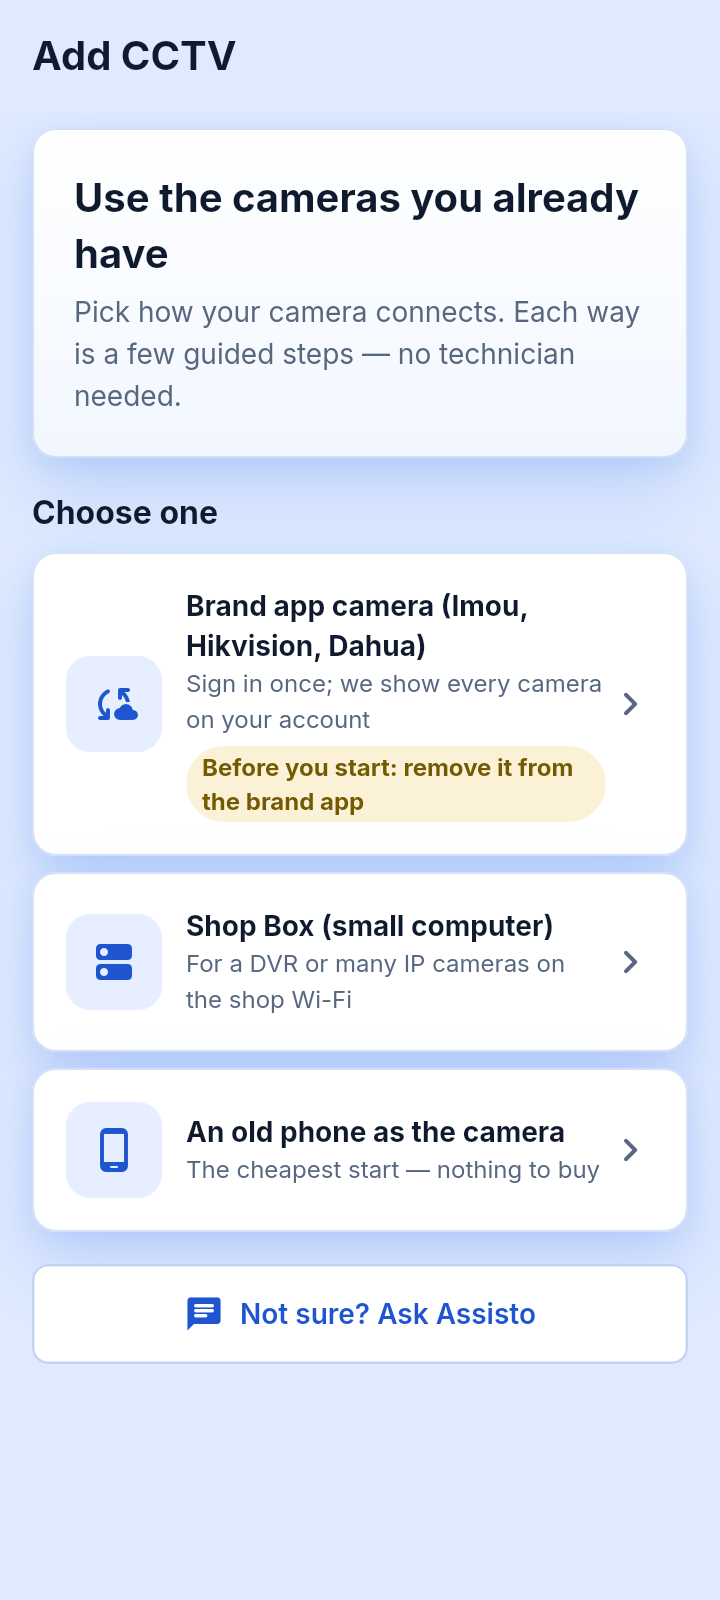 Add CCTV
Use the cameras you already
have
Pick how your camera connects. Each way
is a few guided steps — no technician
needed.
Choose one
Brand app camera (Imou,
Hikvision, Dahua)
Sign in once; we show every camera
on your account
Before you start: remove it from
the brand app
Shop Box (small computer)
For a DVR or many IP cameras on
the shop Wi-Fi
An old phone as the camera
The cheapest start — nothing to buy
Not sure? Ask Assisto